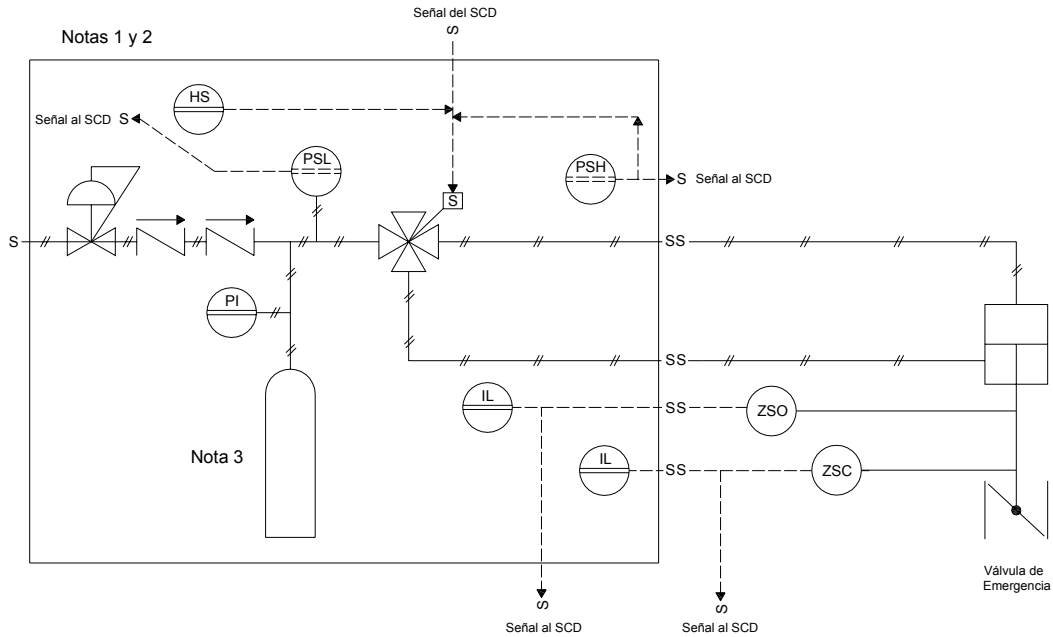 Señal del SCD
S
Notas 1 y 2
HS
Señal al SCD S
PSL
PSH
S Señal al SCD
S
S
SS
PI
SS
IL
SS
ZSO
Nota 3
IL
SS
ZSC
Válvula de
Emergencia
S
S
Señal al SCD
Señal al SCD